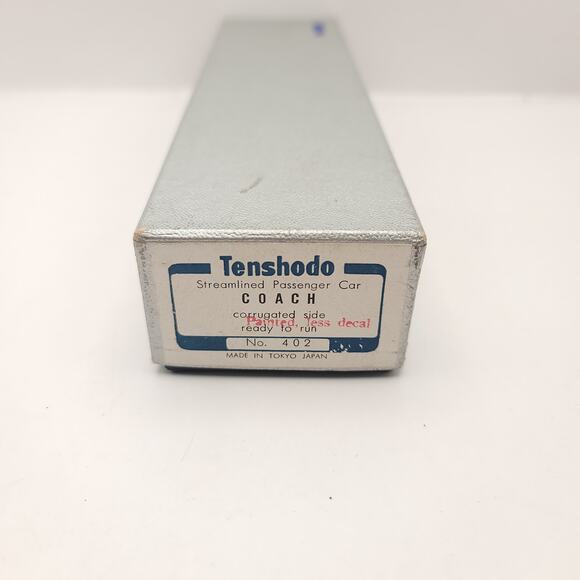 Tenshodo
Streamlined Passenger Car
COACH
corrugated side
Painted, less decal
ready to run
No. 402
MADE IN TOKYO JAPAN